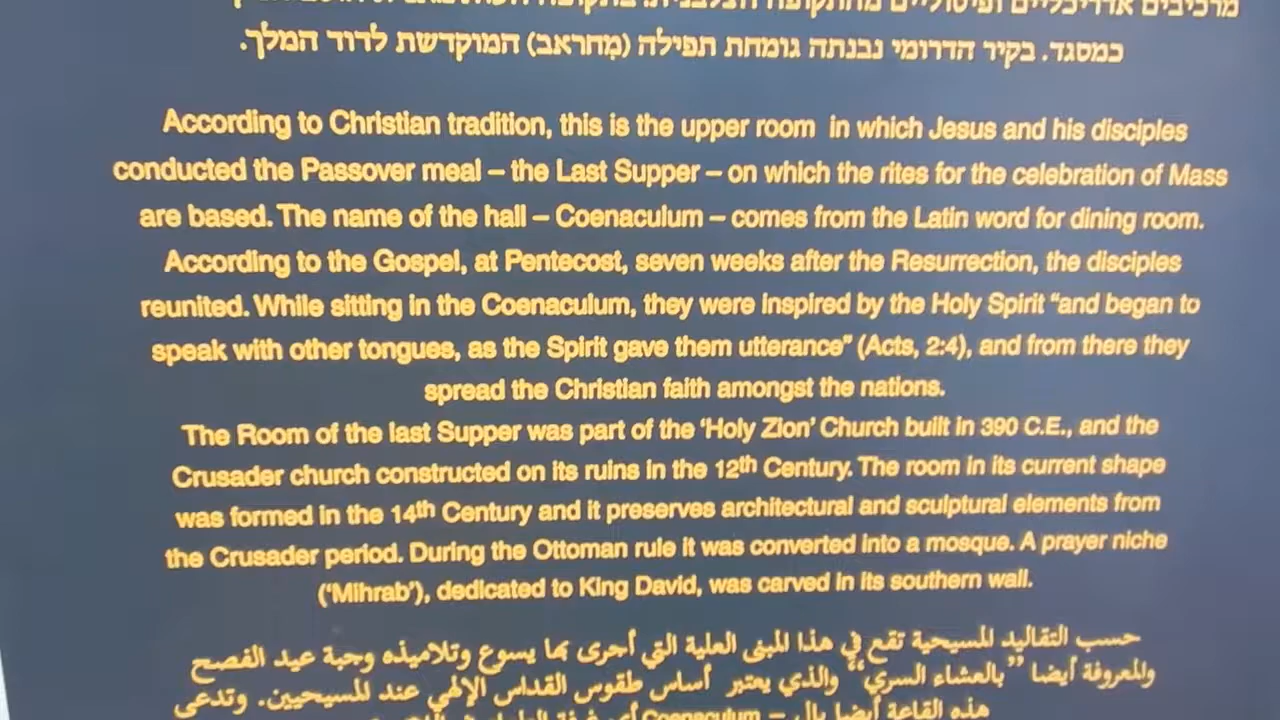 כמסגד. בקיר הדרומי נבנתה גומחת תפילה (מִחראב) המוקדשת לדוד המלך.
According to Christian tradition, this is the upper room in which Jesus and his disciples
conducted the Passover meal – the Last Supper – on which the rites for the celebration of Mass
are based. The name of the hall – Coenaculum – comes from the Latin word for dining room.
According to the Gospel, at Pentecost, seven weeks after the Resurrection, the disciples
reunited. While sitting in the Coenaculum, they were inspired by the Holy Spirit “and began to
speak with other tongues, as the Spirit gave them utterance” (Acts, 2:4), and from there they
spread the Christian faith amongst the nations.
The Room of the last Supper was part of the ‘Holy Zion’ Church built in 390 C.E., and the
Crusader church constructed on its ruins in the 12th Century. The room in its current shape
was formed in the 14th Century and it preserves architectural and sculptural elements from
the Crusader period. During the Ottoman rule it was converted into a mosque. A prayer niche
(‘Mihrab’), dedicated to King David, was carved in its southern wall.
حسب التقاليد المسيحية تقع في هذا المبنى العلية التي أجرى بها يسوع وتلاميذه وجبة عيد الفصح
والمعروفة أيضا “بالعشاء السري” والذي يعتبر أساس طقوس القداس الإلهي عند المسيحيين. وتدعى
هذه القاعة أيضا بال – Coenaculum